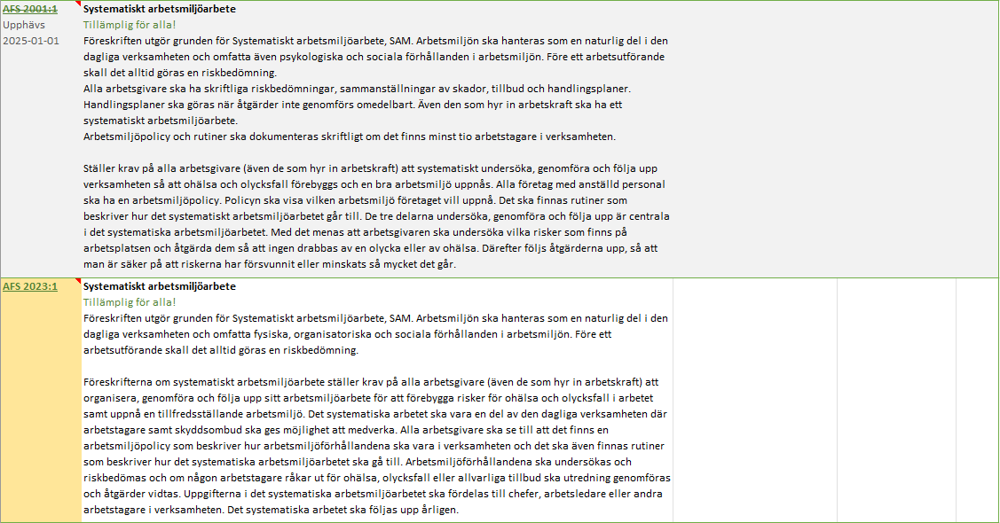 AFS 2001:1
Upphävs
2025-01-01
Systematiskt arbetsmiljöarbete
Tillämplig för alla!
Föreskriften utgör grunden för Systematiskt arbetsmiljöarbete, SAM. Arbetsmiljön ska hanteras som en naturlig del i den
dagliga verksamheten och omfatta även psykologiska och sociala förhållanden i arbetsmiljön. Före ett arbetsutförande
skall det alltid göras en riskbedömning.
Alla arbetsgivare ska ha skriftliga riskbedömningar, sammanställningar av skador, tillbud och handlingsplaner.
Handlingsplaner ska göras när åtgärder inte genomförs omedelbart. Även den som hyr in arbetskraft ska ha ett
systematiskt arbetsmiljöarbete.
Arbetsmiljöpolicy och rutiner ska dokumenteras skriftligt om det finns minst tio arbetstagare i verksamheten.
Ställer krav på alla arbetsgivare (även de som hyr in arbetskraft) att systematiskt undersöka, genomföra och följa upp
verksamheten så att ohälsa och olycksfall förebyggs och en bra arbetsmiljö uppnås. Alla företag med anställd personal
ska ha en arbetsmiljöpolicy. Policyn ska visa vilken arbetsmiljö företaget vill uppnå. Det ska finnas rutiner som
beskriver hur det systematiskt arbetsmiljöarbetet går till. De tre delarna undersöka, genomföra och följa upp är centrala
i det systematiska arbetsmiljöarbetet. Med det menas att arbetsgivaren ska undersöka vilka risker som finns på
arbetsplatsen och åtgärda dem så att ingen drabbas av en olycka eller av ohälsa. Därefter följs åtgärderna upp, så att
man är säker på att riskerna har försvunnit eller minskats så mycket det går.
AFS 2023:1
Systematiskt arbetsmiljöarbete
Tillämplig för alla!
Föreskriften utgör grunden för Systematiskt arbetsmiljöarbete, SAM. Arbetsmiljön ska hanteras som en naturlig del i den
dagliga verksamheten och omfatta fysiska, organisatoriska och sociala förhållanden i arbetsmiljön. Före ett
arbetsutförande skall det alltid göras en riskbedömning.
Föreskrifterna om systematiskt arbetsmiljöarbete ställer krav på alla arbetsgivare (även de som hyr in arbetskraft) att
organisera, genomföra och följa upp sitt arbetsmiljöarbete för att förebygga risker för ohälsa och olycksfall i arbetet
samt uppnå en tillfredsställande arbetsmiljö. Det systematiska arbetet ska vara en del av den dagliga verksamheten där
arbetstagare samt skyddsombud ska ges möjlighet att medverka. Alla arbetsgivare ska se till att det finns en
arbetsmiljöpolicy som beskriver hur arbetsmiljöförhållandena ska vara i verksamheten och det ska även finnas rutiner
som beskriver hur det systematiska arbetsmiljöarbetet ska gå till. Arbetsmiljöförhållandena ska undersökas och
riskbedömas och om någon arbetstagare råkar ut för ohälsa, olycksfall eller allvarliga tillbud ska utredning genomföras
och åtgärder vidtas. Uppgifterna i det systematiska arbetsmiljöarbetet ska fördelas till chefer, arbetsledare eller andra
arbetstagare i verksamheten. Det systematiska arbetet ska följas upp årligen.